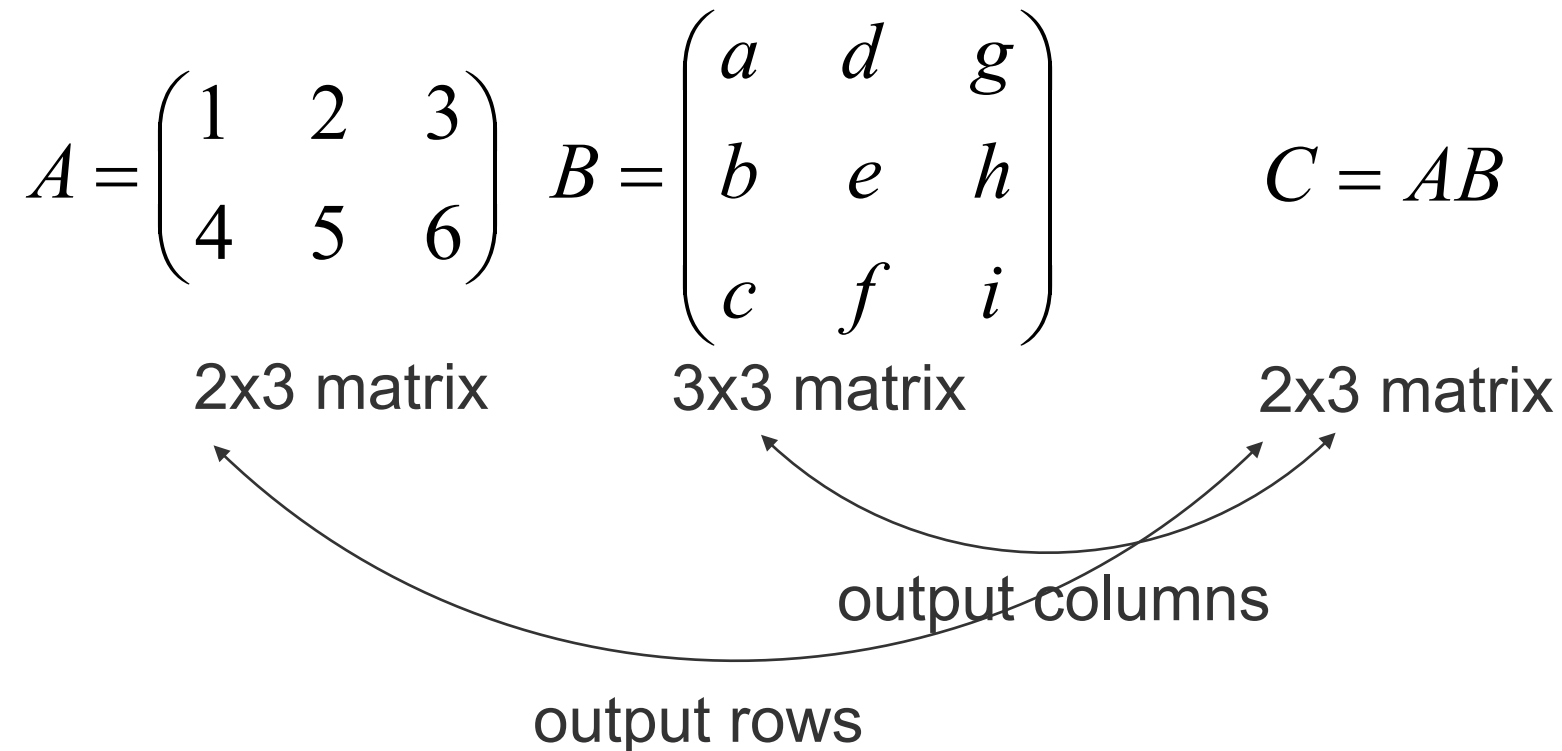 A = (1 2 3
4 5 6)
B = (a d g
b e h
c f i)
C = AB
2x3 matrix
3x3 matrix
2x3 matrix
output columns
output rows